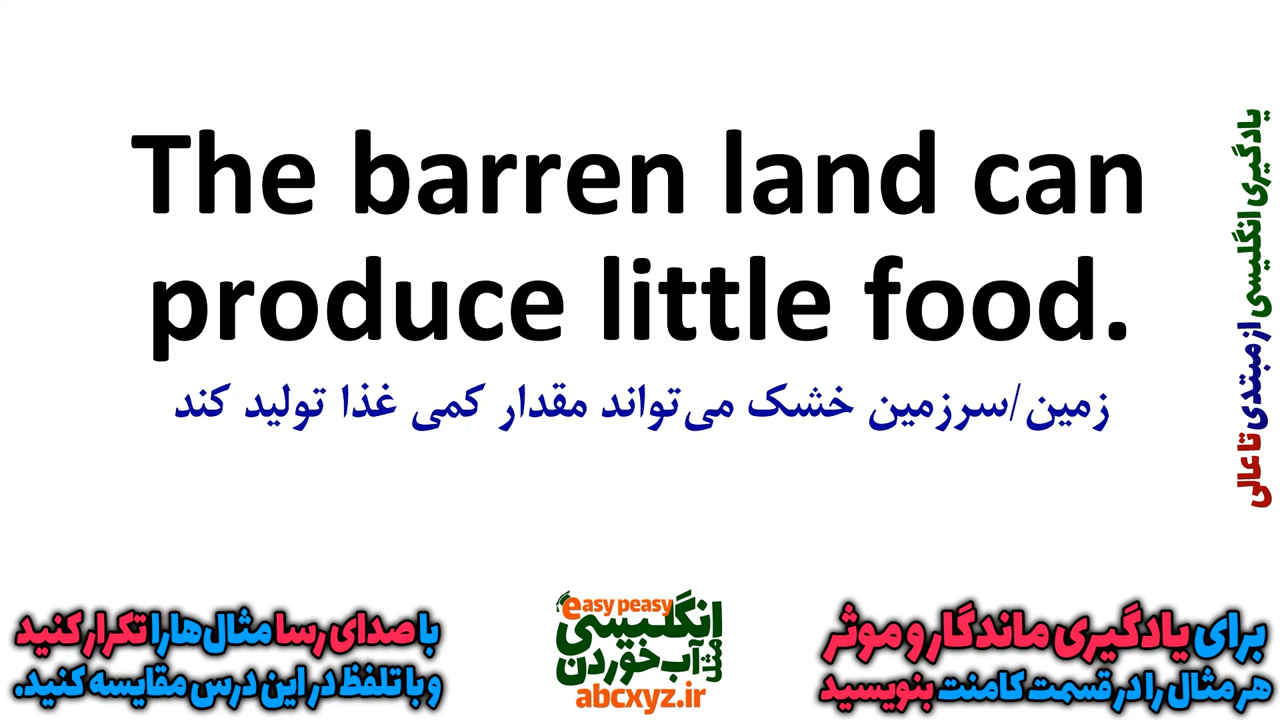 The barren land can
produce little food.
زمین/سرزمین خشک می‌تواند مقدار کمی غذا تولید کند
یادگیری انگلیسی از مبتدی تا عالی
برای یادگیری ماندگار و موثر
هر مثال را در قسمت کامنت بنویسید
easy peasy
انگلیسی
مثل آب خوردن
abcxyz.ir
با صدای رسا مثال‌ها را تکرار کنید
و با تلفظ در این درس مقایسه کنید.